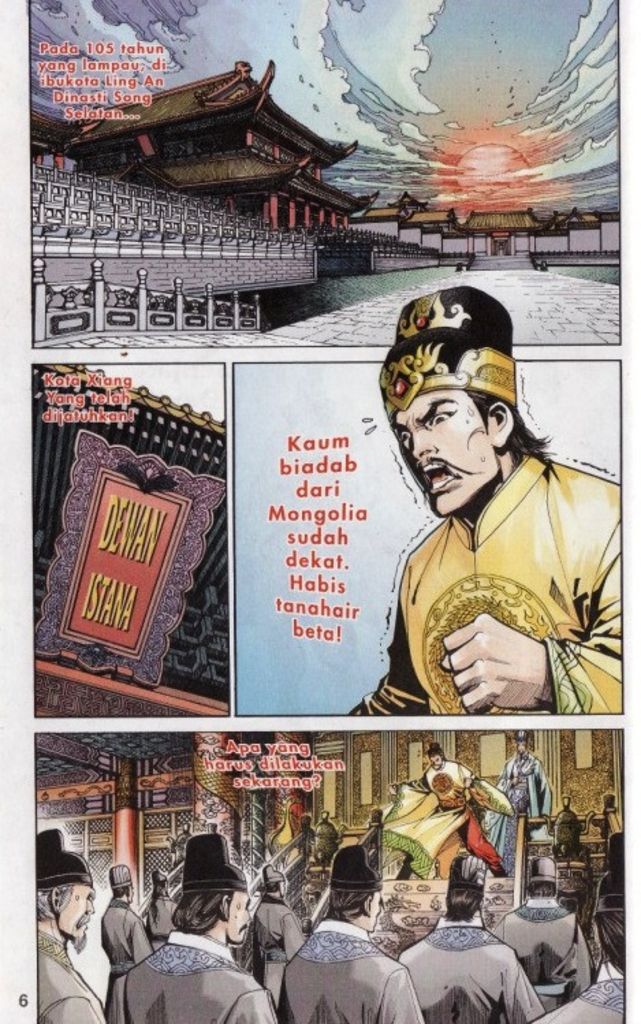 Pada 105 tahun
yang lampau, di
ibukota Ling An
Dinasti Song
Selatan...
Kota Xiang
Yang telah
dijatuhkan!
DEWAN
ISTANA
Kaum
biadab
dari
Mongolia
sudah
dekat.
Habis
tanahair
beta!
Apa yang
harus dilakukan
sekarang?
6